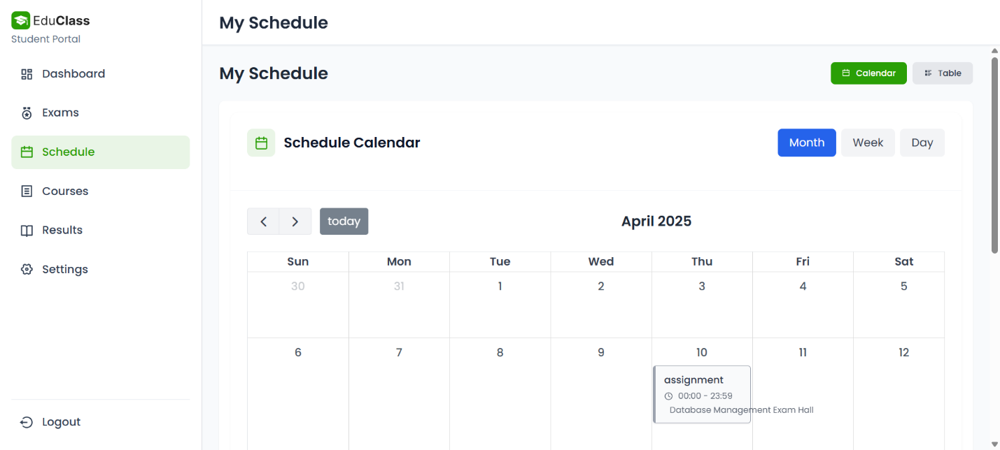 EduClass
Student Portal
Dashboard
Exams
Schedule
Courses
Results
Settings
Logout
My Schedule
My Schedule
Calendar
Table
Schedule Calendar
Month
Week
Day
today
April 2025
Sun Mon Tue Wed Thu Fri Sat
30 31 1 2 3 4 5
6 7 8 9 10 11 12
assignment
00:00 - 23:59
Database Management Exam Hall